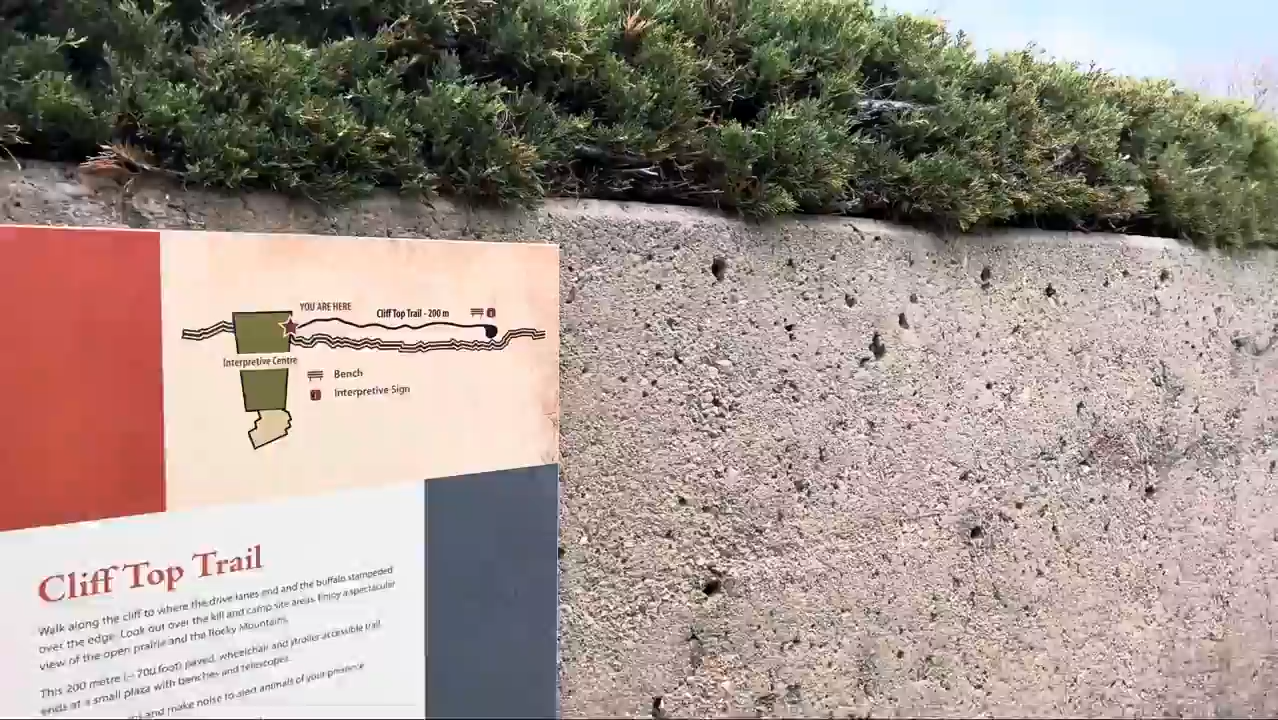 YOU ARE HERE
Cliff Top Trail - 200 m
Interpretive Centre
Bench
Interpretive Sign
Cliff Top Trail
Walk along the cliff to where the drive lanes end and the buffalo stampeded
over the edge. Look out over the kill and camp site areas. Enjoy a spectacular
view of the open prairie and the Rocky Mountains.
This 200 metre (~ 700 foot) paved, wheelchair and stroller accessible trail
ends at a small plaza with benches and telescopes.
and make noise to alert animals of your presence